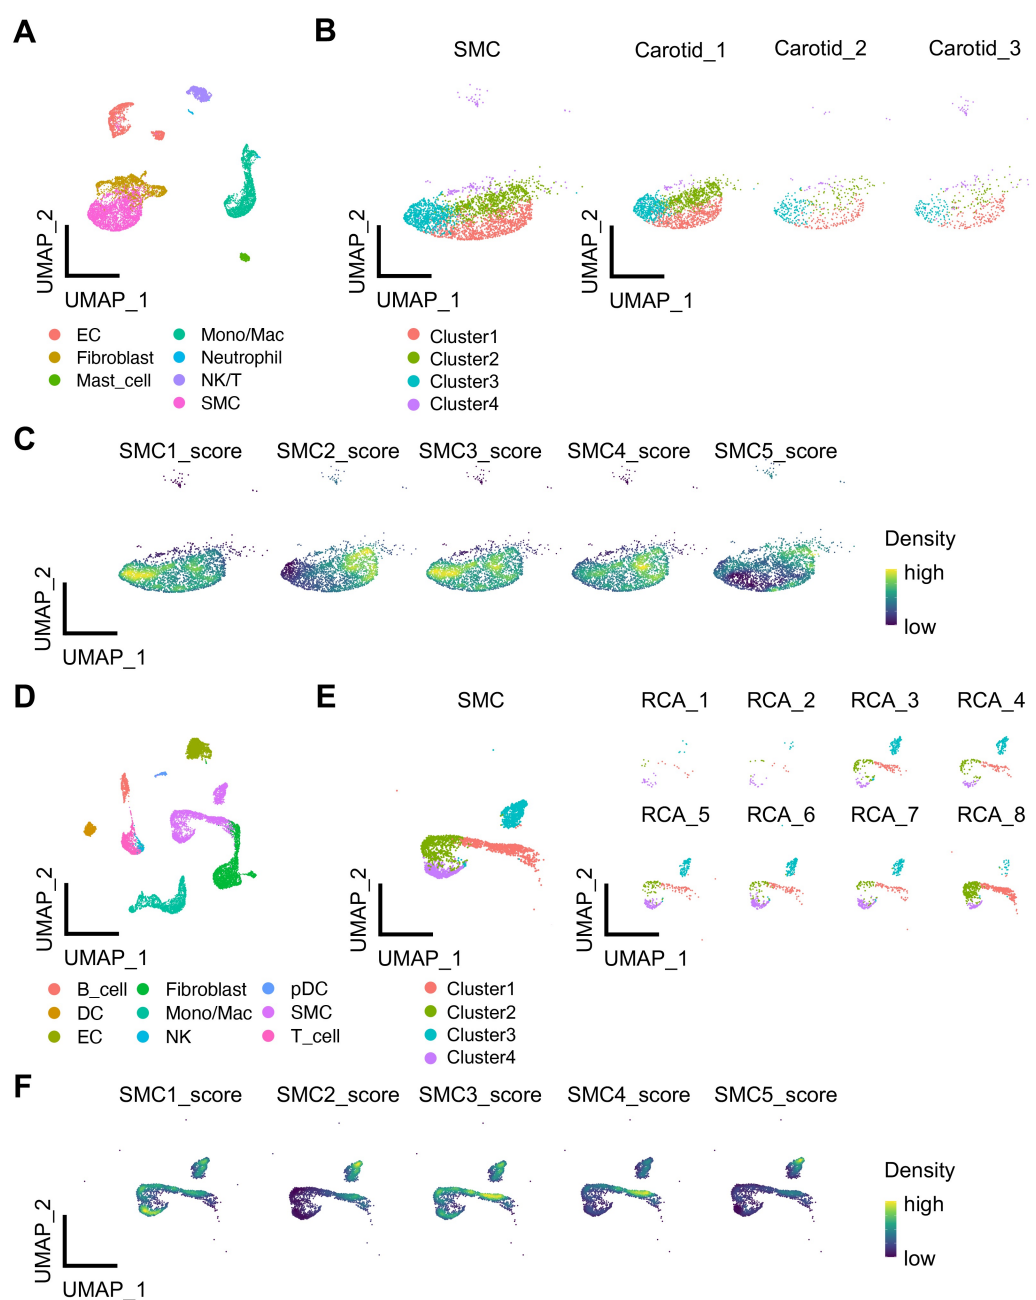 A
B
SMC
Carotid_1
Carotid_2
Carotid_3
UMAP_2
UMAP_1
UMAP_2
UMAP_1
UMAP_2
UMAP_1
EC
Fibroblast
Mast_cell
Mono/Mac
Neutrophil
NK/T
SMC
Cluster1
Cluster2
Cluster3
Cluster4
C
SMC1_score
SMC2_score
SMC3_score
SMC4_score
SMC5_score
UMAP_2
UMAP_1
Density
high
low
D
E
SMC
RCA_1
RCA_2
RCA_3
RCA_4
RCA_5
RCA_6
RCA_7
RCA_8
UMAP_2
UMAP_1
UMAP_2
UMAP_1
UMAP_2
UMAP_1
B_cell
DC
EC
Fibroblast
Mono/Mac
NK
pDC
SMC
T_cell
Cluster1
Cluster2
Cluster3
Cluster4
F
SMC1_score
SMC2_score
SMC3_score
SMC4_score
SMC5_score
UMAP_2
UMAP_1
Density
high
low